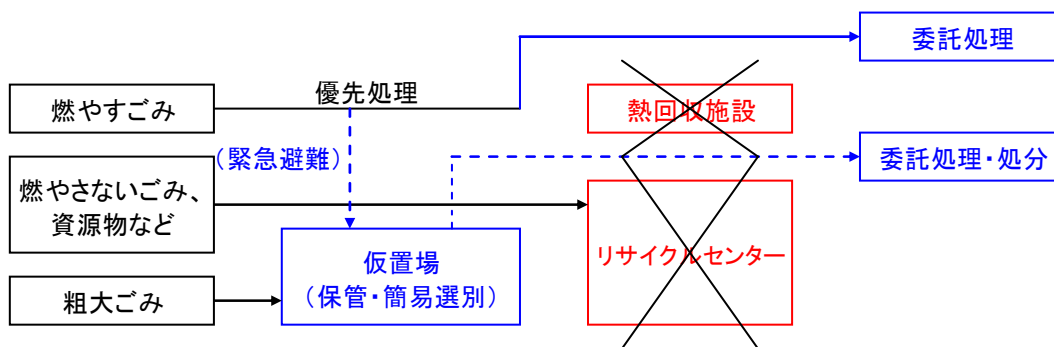 委託処理
燃やすごみ
優先処理
熱回収施設
(緊急避難)
委託処理・処分
燃やさないごみ、
資源物など
仮置場
(保管・簡易選別)
リサイクルセンター
粗大ごみ